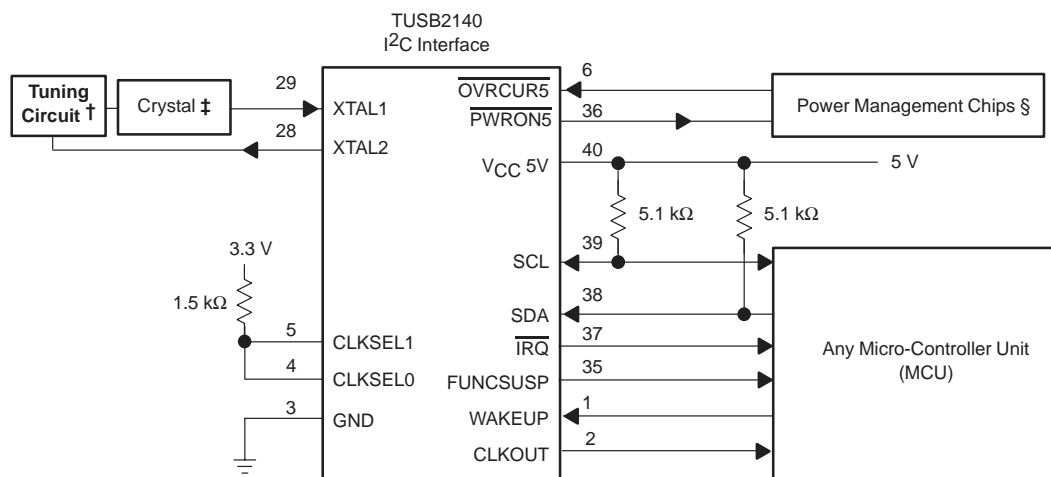 TUSB2140
I2C Interface
Tuning
Circuit †
Crystal ‡
29
XTAL1
28
XTAL2
3.3 V
1.5 kΩ
5
CLKSEL1
4
CLKSEL0
3
GND
6
OVRCUR5
36
PWRON5
Power Management Chips §
40
VCC 5V
5 V
5.1 kΩ
5.1 kΩ
39
SCL
38
SDA
37
IRQ
35
FUNCSUSP
1
WAKEUP
2
CLKOUT
Any Micro-Controller Unit
(MCU)